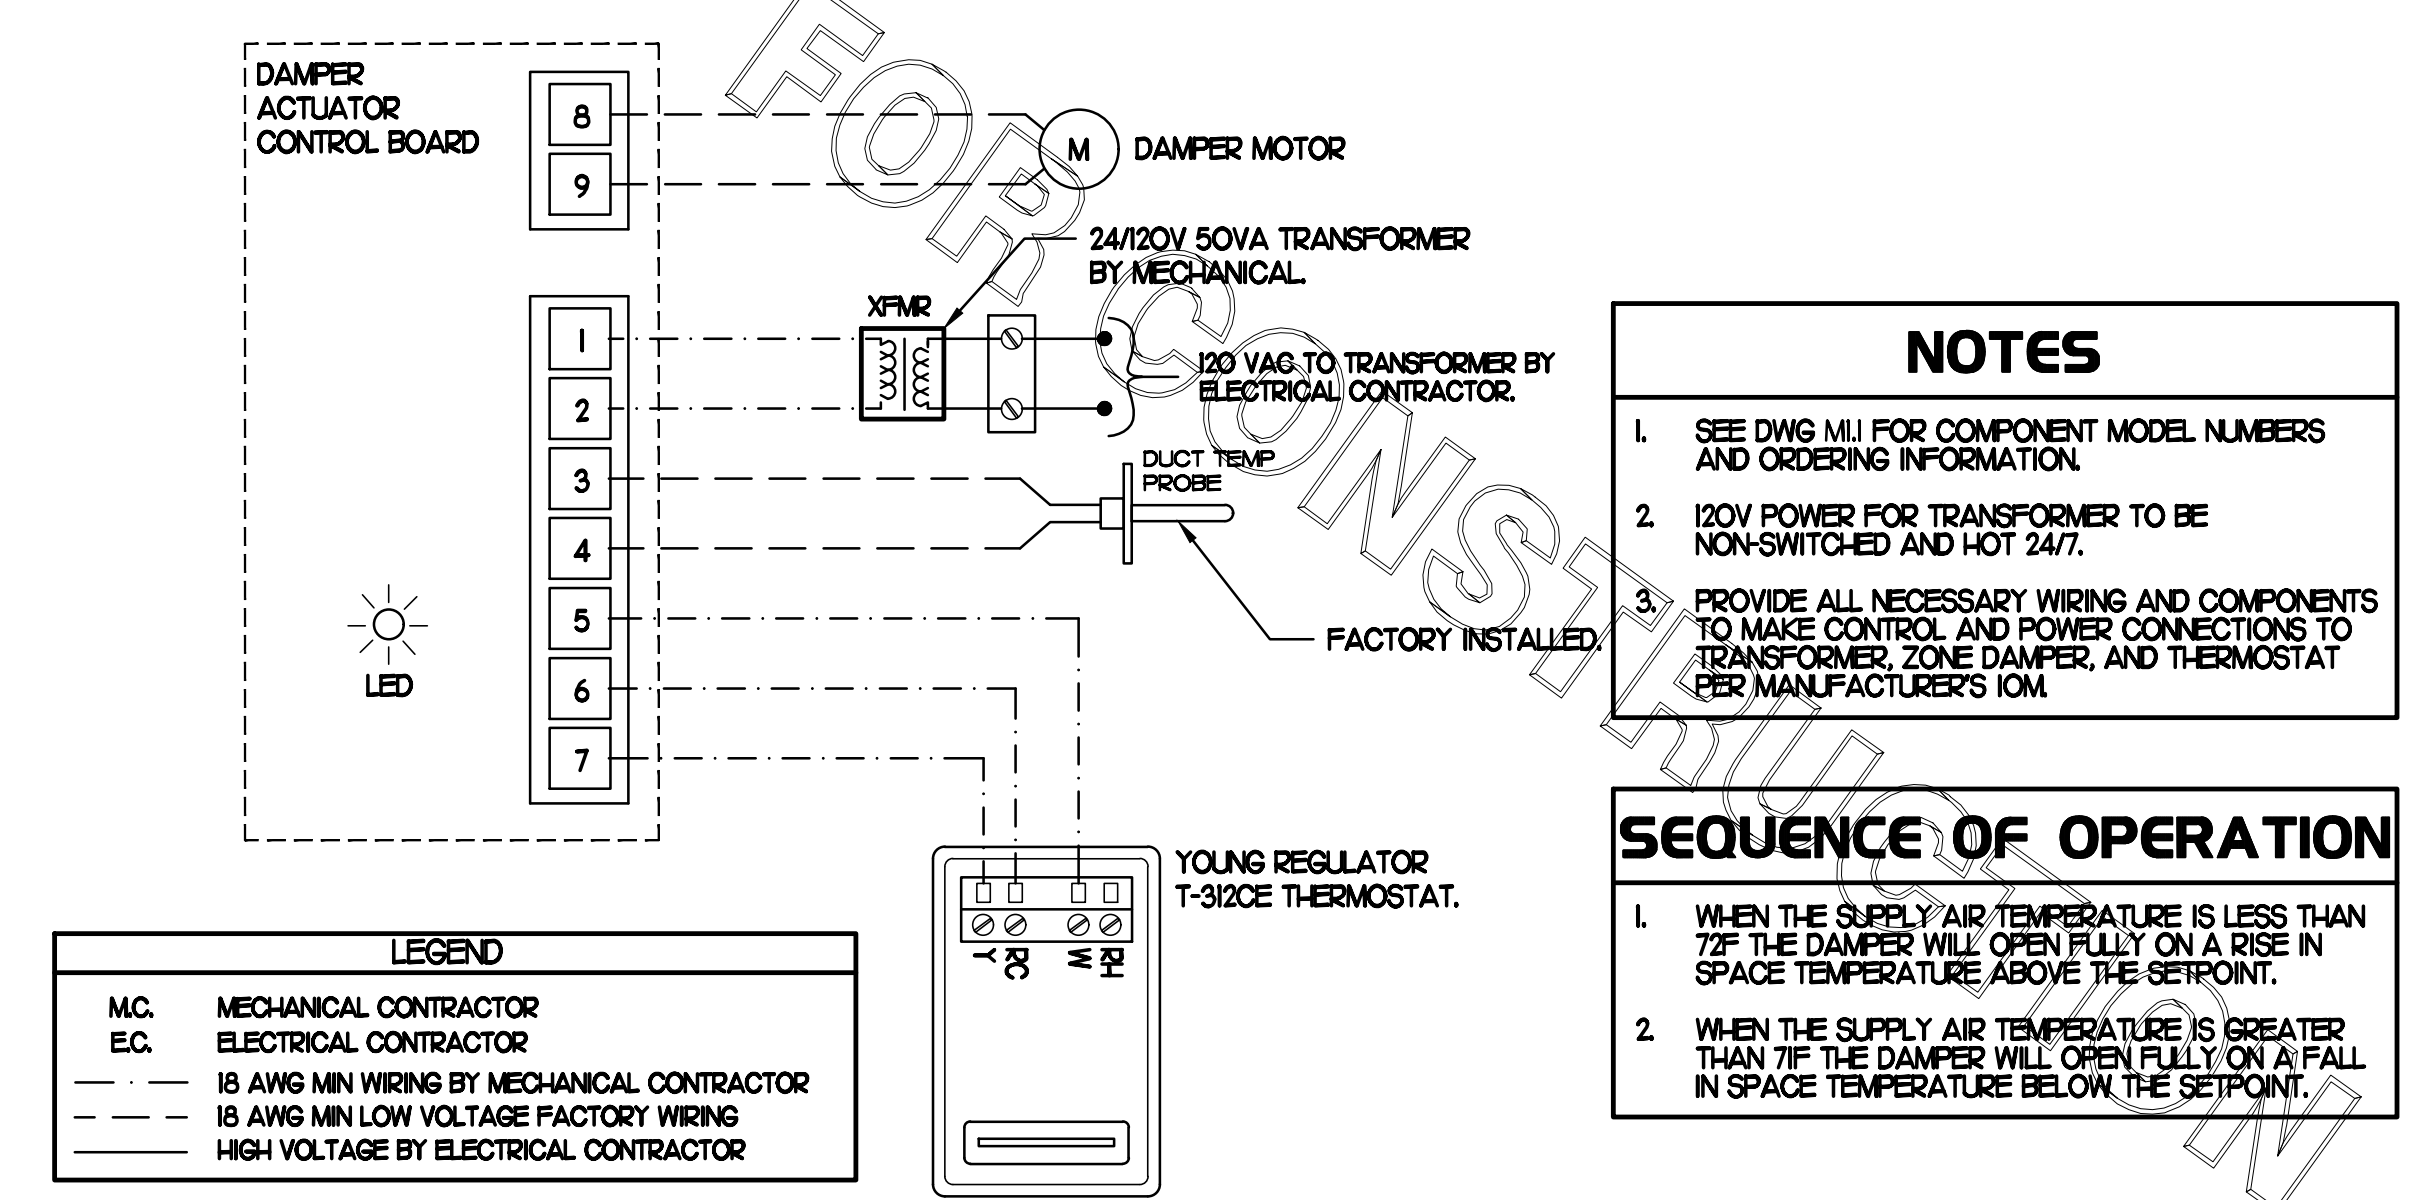 DAMPER
ACTUATOR
CONTROL BOARD
8
9
M
DAMPER MOTOR
24/120V 50VA TRANSFORMER
BY MECHANICAL.
XFMR
1
2
120 VAC TO TRANSFORMER BY
ELECTRICAL CONTRACTOR.
3
4
DUCT TEMP
PROBE
FACTORY INSTALLED.
5
6
7
LED
YOUNG REGULATOR
T-312CE THERMOSTAT.
Y
RC
W
RH
LEGEND
M.C. MECHANICAL CONTRACTOR
E.C. ELECTRICAL CONTRACTOR
18 AWG MIN WIRING BY MECHANICAL CONTRACTOR
18 AWG MIN LOW VOLTAGE FACTORY WIRING
HIGH VOLTAGE BY ELECTRICAL CONTRACTOR
NOTES
1. SEE DWG M1.1 FOR COMPONENT MODEL NUMBERS
AND ORDERING INFORMATION.
2. 120V POWER FOR TRANSFORMER TO BE
NON-SWITCHED AND HOT 24/7.
3. PROVIDE ALL NECESSARY WIRING AND COMPONENTS
TO MAKE CONTROL AND POWER CONNECTIONS TO
TRANSFORMER, ZONE DAMPER, AND THERMOSTAT
PER MANUFACTURER'S IOM.
SEQUENCE OF OPERATION
1. WHEN THE SUPPLY AIR TEMPERATURE IS LESS THAN
72F THE DAMPER WILL OPEN FULLY ON A RISE IN
SPACE TEMPERATURE ABOVE THE SETPOINT.
2. WHEN THE SUPPLY AIR TEMPERATURE IS GREATER
THAN 71F THE DAMPER WILL OPEN FULLY ON A FALL
IN SPACE TEMPERATURE BELOW THE SETPOINT.
FOR CONSTRUCTION